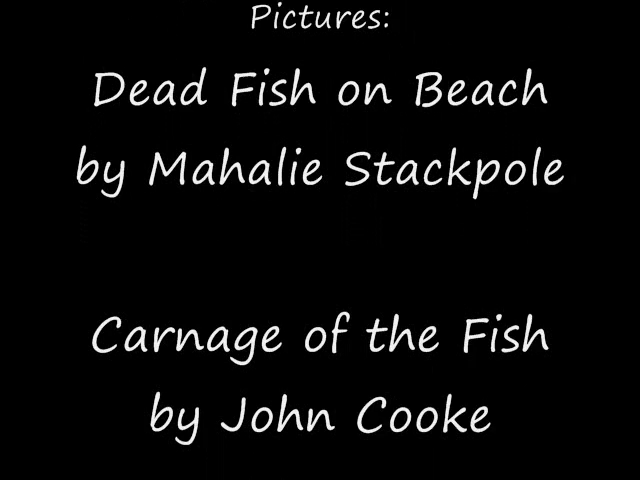 Pictures:
Dead Fish on Beach
by Mahalie Stackpole
Carnage of the Fish
by John Cooke